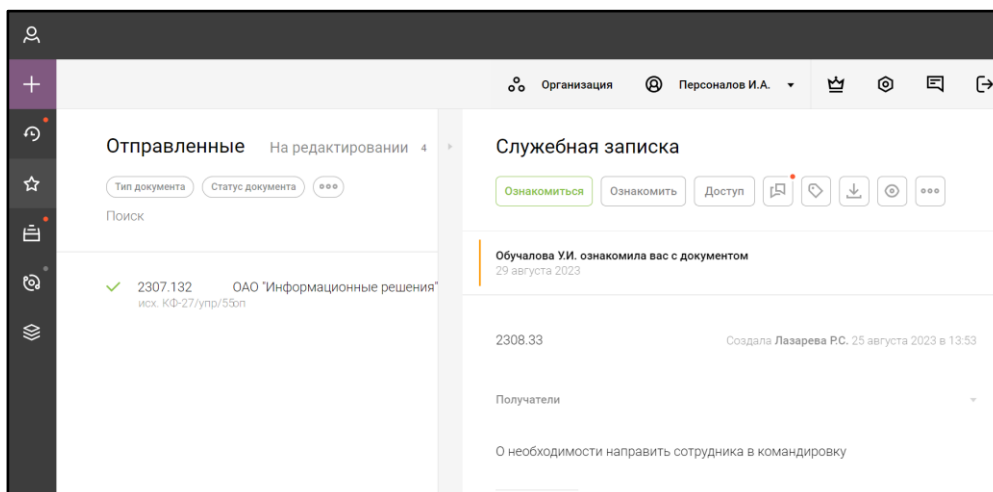 Организация Персоналов И.А.
Отправленные На редактировании 4
Тип документа Статус документа
Поиск
2307.132 ОАО "Информационные решения"
исх. КФ-27/упр/55оп
Служебная записка
Ознакомиться Ознакомить Доступ
Обучалова У.И. ознакомила вас с документом
29 августа 2023
2308.33 Создала Лазарева Р.С. 25 августа 2023 в 13:53
Получатели
О необходимости направить сотрудника в командировку